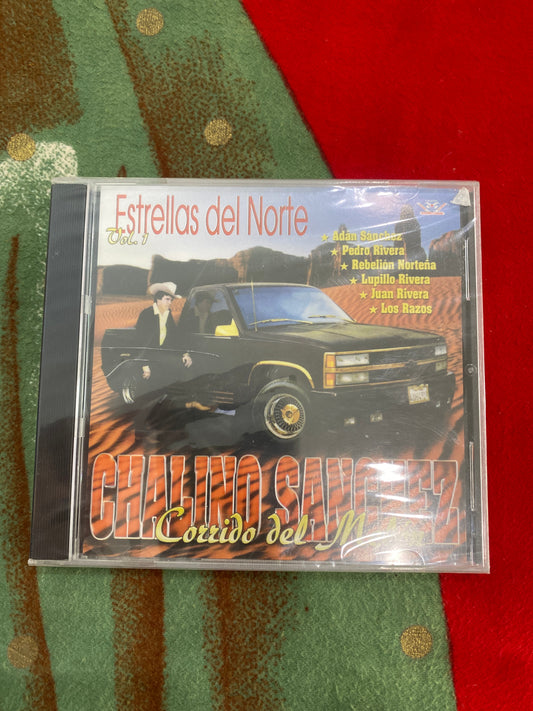 Estrellas del Norte
Vol. 1
★ Adan Sanchez
★ Pedro Rivera
★ Rebelión Norteña
★ Lupillo Rivera
★ Juan Rivera
★ Los Razos
CHALINO SANCHEZ
Corrido del